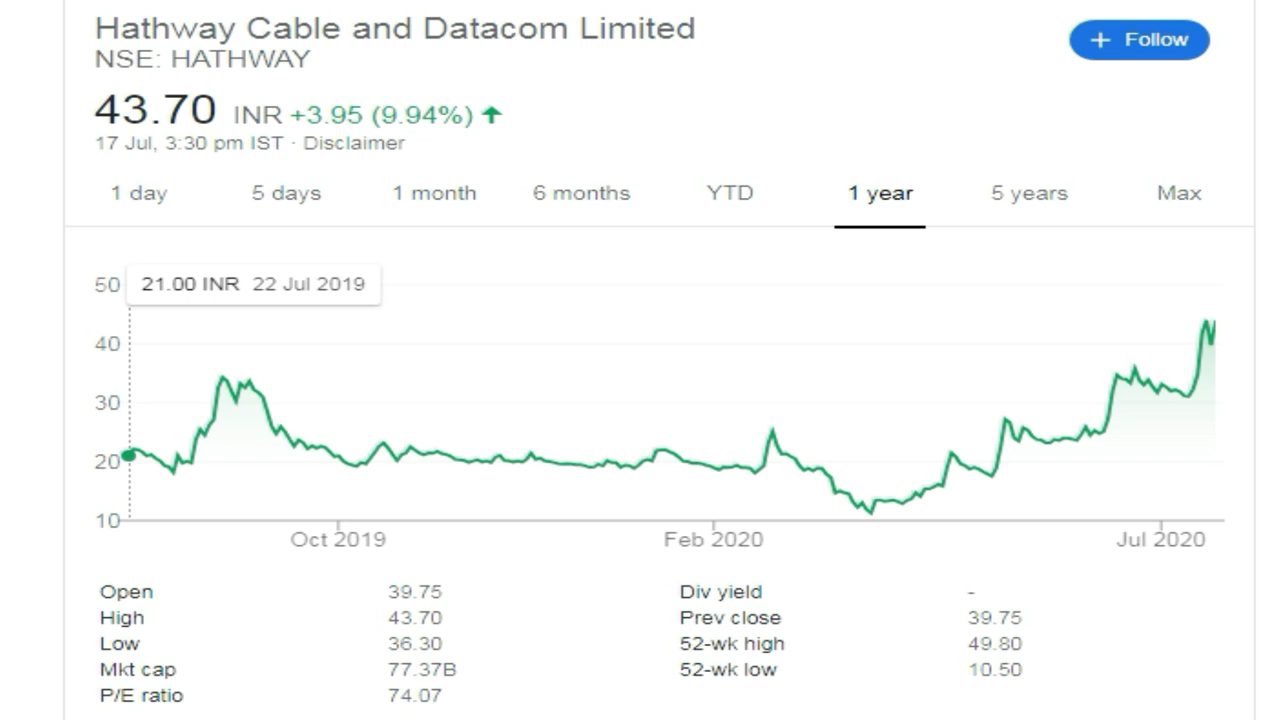 Hathway Cable and Datacom Limited
NSE: HATHWAY
+ Follow
43.70 INR +3.95 (9.94%) ↑
17 Jul, 3:30 pm IST · Disclaimer
1 day 5 days 1 month 6 months YTD 1 year 5 years Max
21.00 INR 22 Jul 2019
50
40
30
20
10
Oct 2019 Feb 2020 Jul 2020
Open 39.75 Div yield -
High 43.70 Prev close 39.75
Low 36.30 52-wk high 49.80
Mkt cap 77.37B 52-wk low 10.50
P/E ratio 74.07